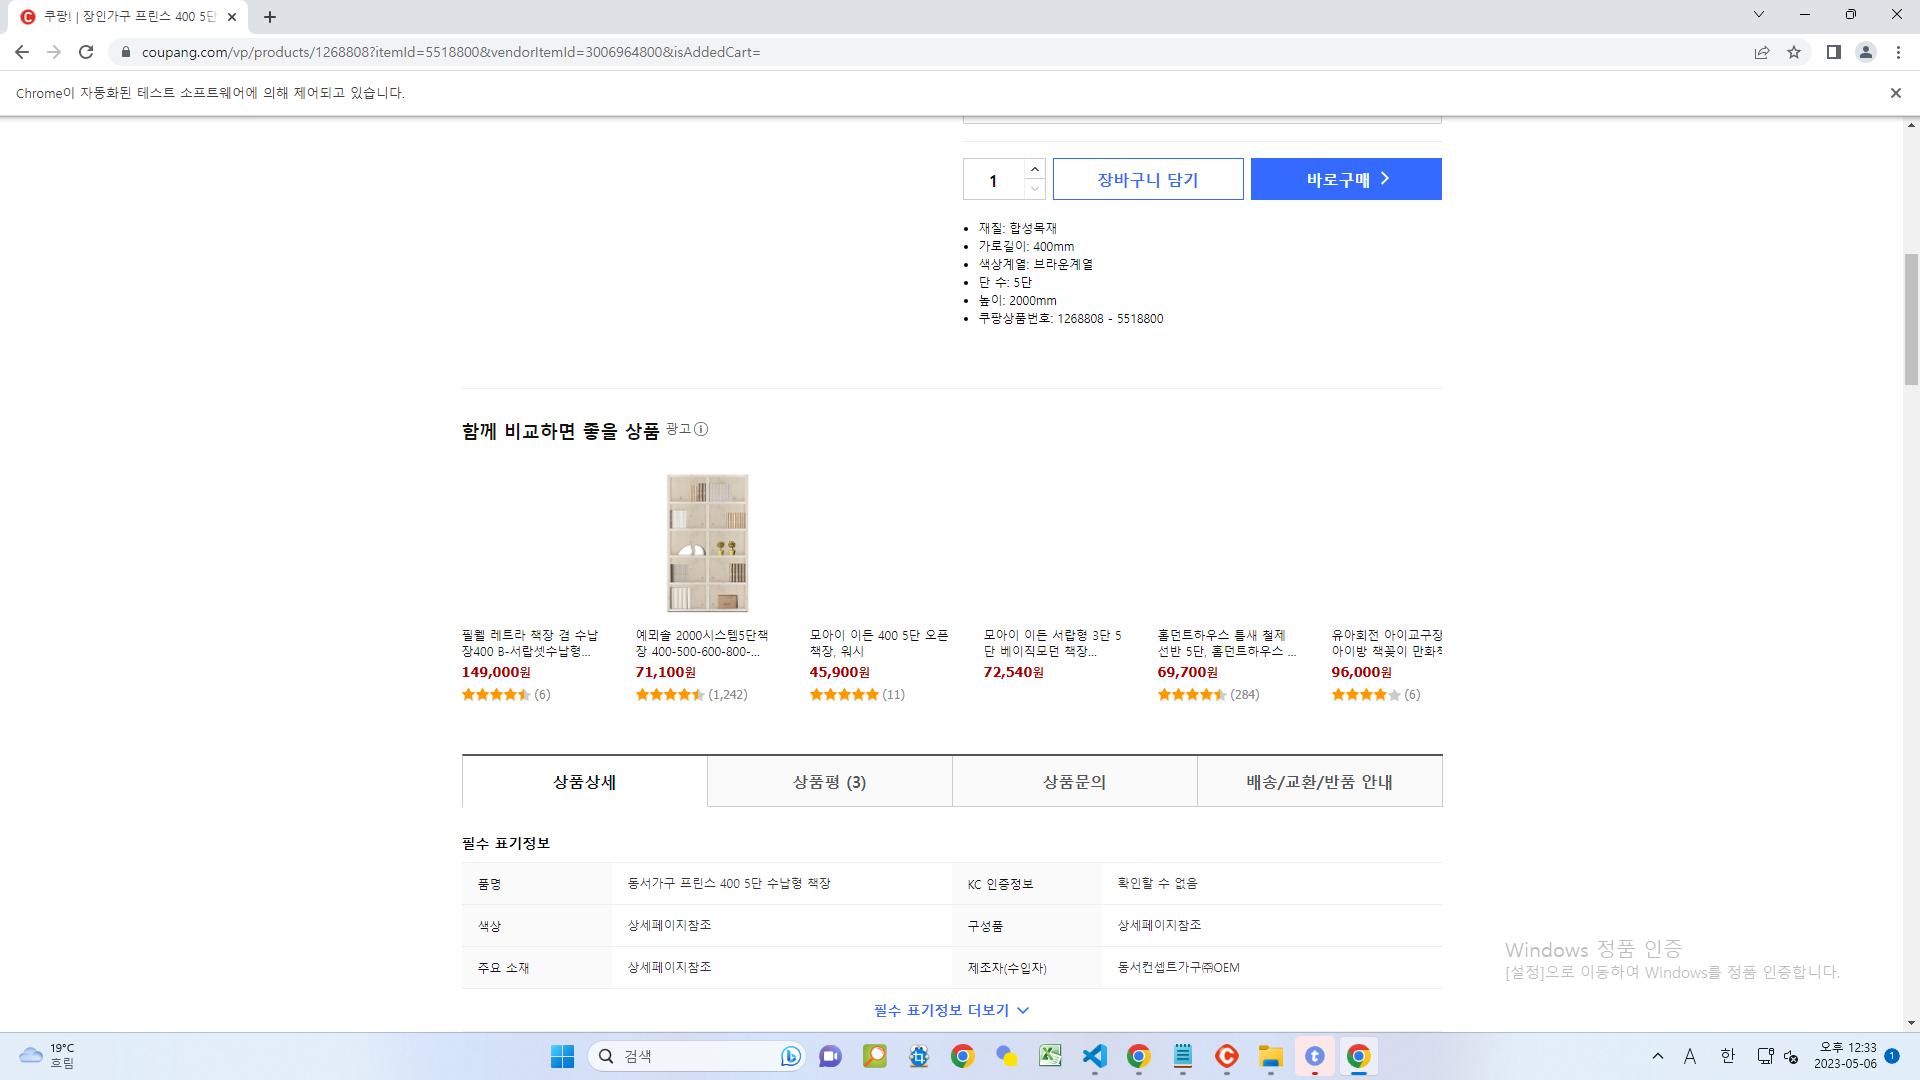 쿠팡! | 장인가구 프린스 400 5단
coupang.com/vp/products/1268808?itemId=5518800&vendorItemId=3006964800&isAddedCart=
Chrome이 자동화된 테스트 소프트웨어에 의해 제어되고 있습니다.
1
장바구니 담기
바로구매
재질: 합성목재
가로길이: 400mm
색상계열: 브라운계열
단 수: 5단
높이: 2000mm
쿠팡상품번호: 1268808 - 5518800
함께 비교하면 좋을 상품 광고
필웰 레트라 책장 겸 수납
장400 B-서랍셋수납형...
149,000원
(6)
예뫼솔 2000시스템5단책
장 400-500-600-800-...
71,100원
(1,242)
모아이 이든 400 5단 오픈
책장, 워시
45,900원
(11)
모아이 이든 서랍형 3단 5
단 베이직모던 책장...
72,540원
홈던트하우스 틈새 철제
선반 5단, 홈던트하우스 ...
69,700원
(284)
유아회전 아이교구장
아이방 책꽂이 만화책
96,000원
(6)
상품상세
상품평 (3)
상품문의
배송/교환/반품 안내
필수 표기정보
품명 동서가구 프린스 400 5단 수납형 책장 KC 인증정보 확인할 수 없음
색상 상세페이지참조 구성품 상세페이지참조
주요 소재 상세페이지참조 제조자(수입자) 동서컨셉트가구㈜OEM
필수 표기정보 더보기
Windows 정품 인증
[설정]으로 이동하여 Windows를 정품 인증합니다.
19°C
흐림
검색
A
한
오후 12:33
2023-05-06
1